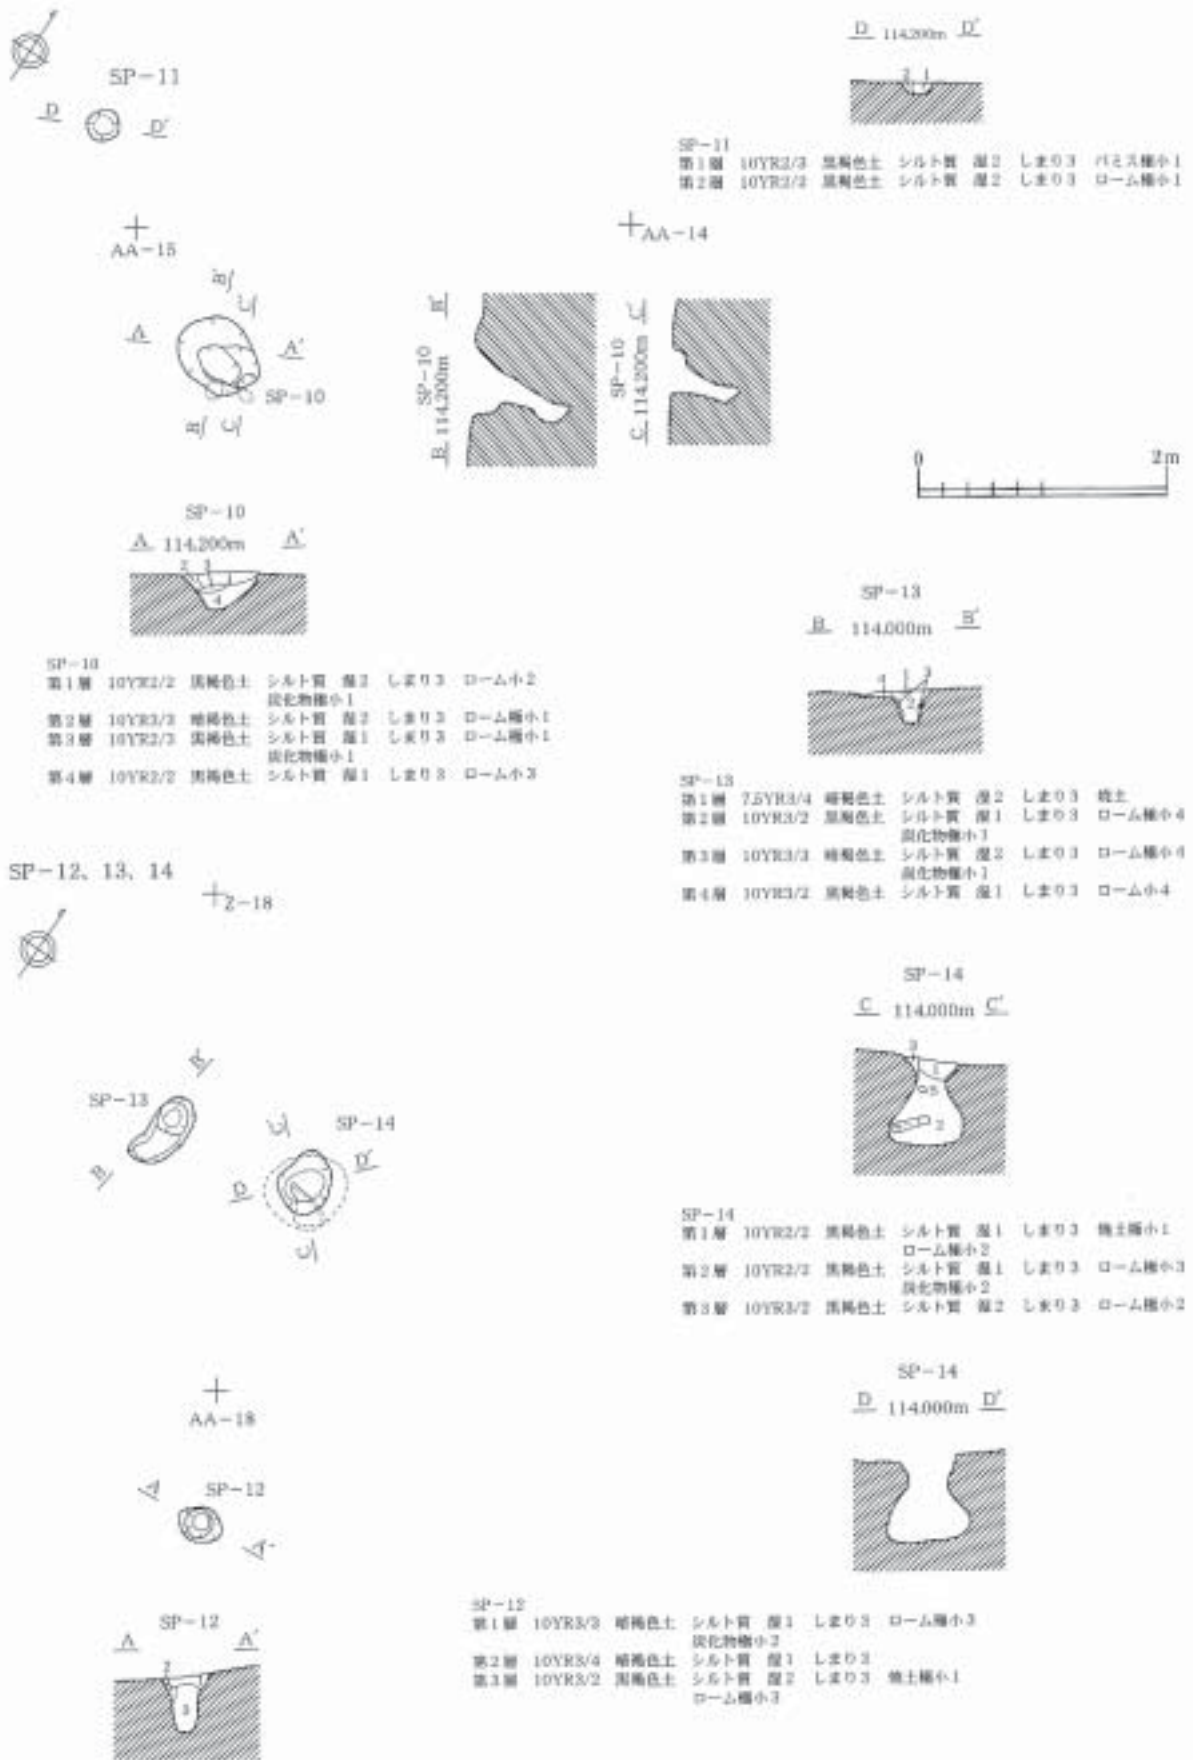 SP-11
D D'
D 114.200m D'
2 1
SP-11
第1層 10YR2/3 黒褐色土 シルト質 湿2 しまり3 パミス極小1
第2層 10YR2/2 黒褐色土 シルト質 湿2 しまり3 ローム極小1
AA-15
AA-14
B' C'
A A'
SP-10
B C
SP-10
B 114.200m B'
SP-10
C 114.200m C'
0 2m
SP-10
A 114.200m A'
2
4
SP-10
第1層 10YR2/2 黒褐色土 シルト質 湿2 しまり3 ローム小2
炭化物極小1
第2層 10YR3/3 暗褐色土 シルト質 湿2 しまり3 ローム極小1
第3層 10YR2/3 黒褐色土 シルト質 湿1 しまり3 ローム極小1
炭化物極小1
第4層 10YR2/2 黒褐色土 シルト質 湿1 しまり3 ローム小3
SP-13
B 114.000m B'
2
SP-13
第1層 7.5YR3/4 暗褐色土 シルト質 湿2 しまり3 焼土
第2層 10YR3/2 黒褐色土 シルト質 湿1 しまり3 ローム極小4
炭化物極小1
第3層 10YR3/3 暗褐色土 シルト質 湿2 しまり3 ローム極小4
炭化物極小1
第4層 10YR3/2 黒褐色土 シルト質 湿1 しまり3 ローム小4
SP-12、13、14
Z-18
SP-13
B B'
SP-14
C C'
D D'
SP-14
C 114.000m C'
3
1
2
SP-14
第1層 10YR2/2 黒褐色土 シルト質 湿1 しまり3 焼土極小1
ローム極小2
第2層 10YR2/2 黒褐色土 シルト質 湿1 しまり3 ローム極小3
炭化物極小2
第3層 10YR3/2 黒褐色土 シルト質 湿2 しまり3 ローム極小2
AA-18
SP-14
D 114.000m D'
A SP-12
A'
SP-12
A A'
2
3
SP-12
第1層 10YR3/3 暗褐色土 シルト質 湿1 しまり3 ローム極小3
炭化物極小2
第2層 10YR3/4 暗褐色土 シルト質 湿1 しまり3
第3層 10YR3/2 黒褐色土 シルト質 湿2 しまり3 焼土極小1
ローム極小3